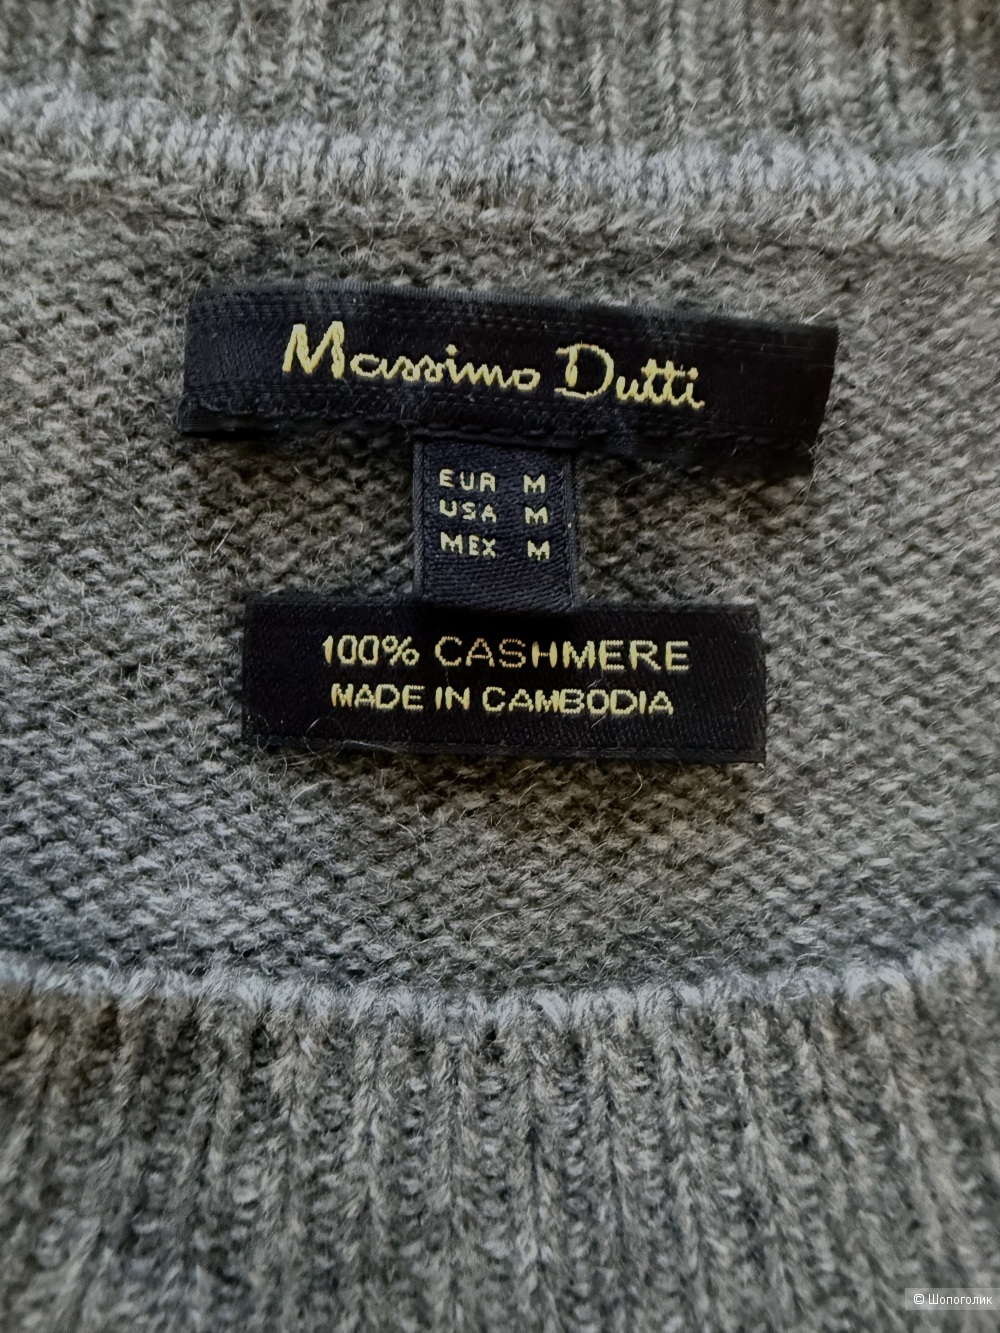 Massimo Dutti
EUR M
USA M
MEX M
100% CASHMERE
MADE IN CAMBODIA
© Шопоголик